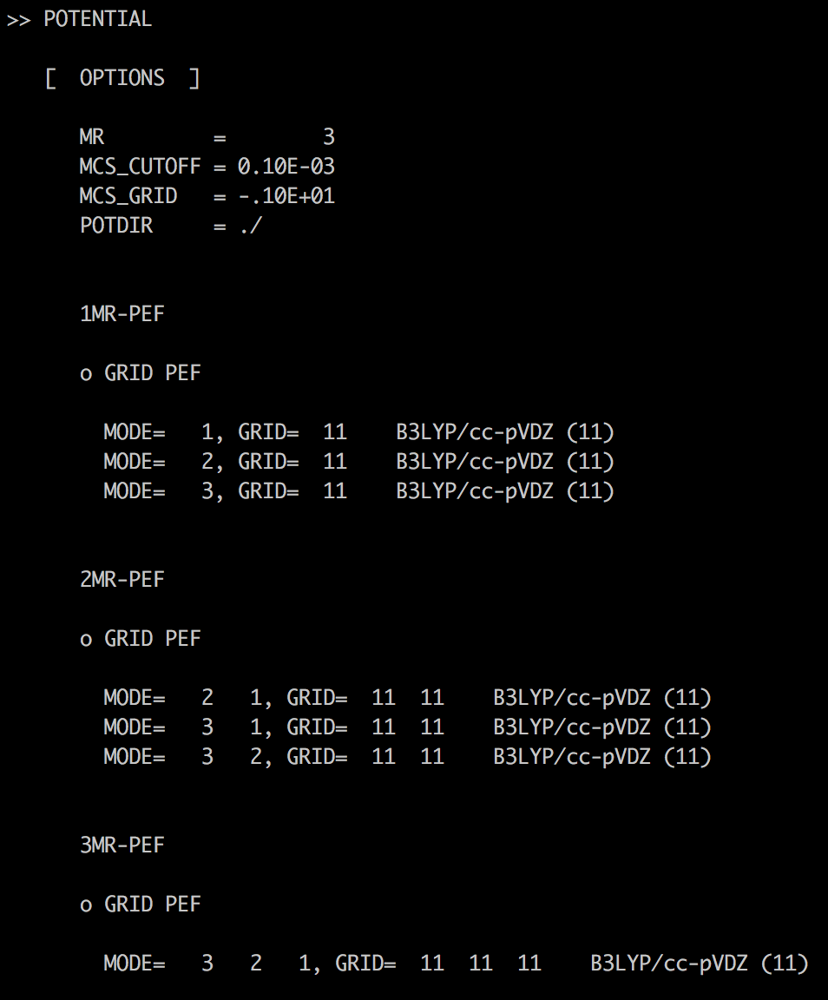 >> POTENTIAL
[  OPTIONS  ]
MR         =        3
MCS_CUTOFF = 0.10E-03
MCS_GRID   = -.10E+01
POTDIR     = ./
1MR-PEF
o GRID PEF
MODE=   1, GRID=  11    B3LYP/cc-pVDZ (11)
MODE=   2, GRID=  11    B3LYP/cc-pVDZ (11)
MODE=   3, GRID=  11    B3LYP/cc-pVDZ (11)
2MR-PEF
o GRID PEF
MODE=   2   1, GRID=  11  11    B3LYP/cc-pVDZ (11)
MODE=   3   1, GRID=  11  11    B3LYP/cc-pVDZ (11)
MODE=   3   2, GRID=  11  11    B3LYP/cc-pVDZ (11)
3MR-PEF
o GRID PEF
MODE=   3   2   1, GRID=  11  11  11    B3LYP/cc-pVDZ (11)